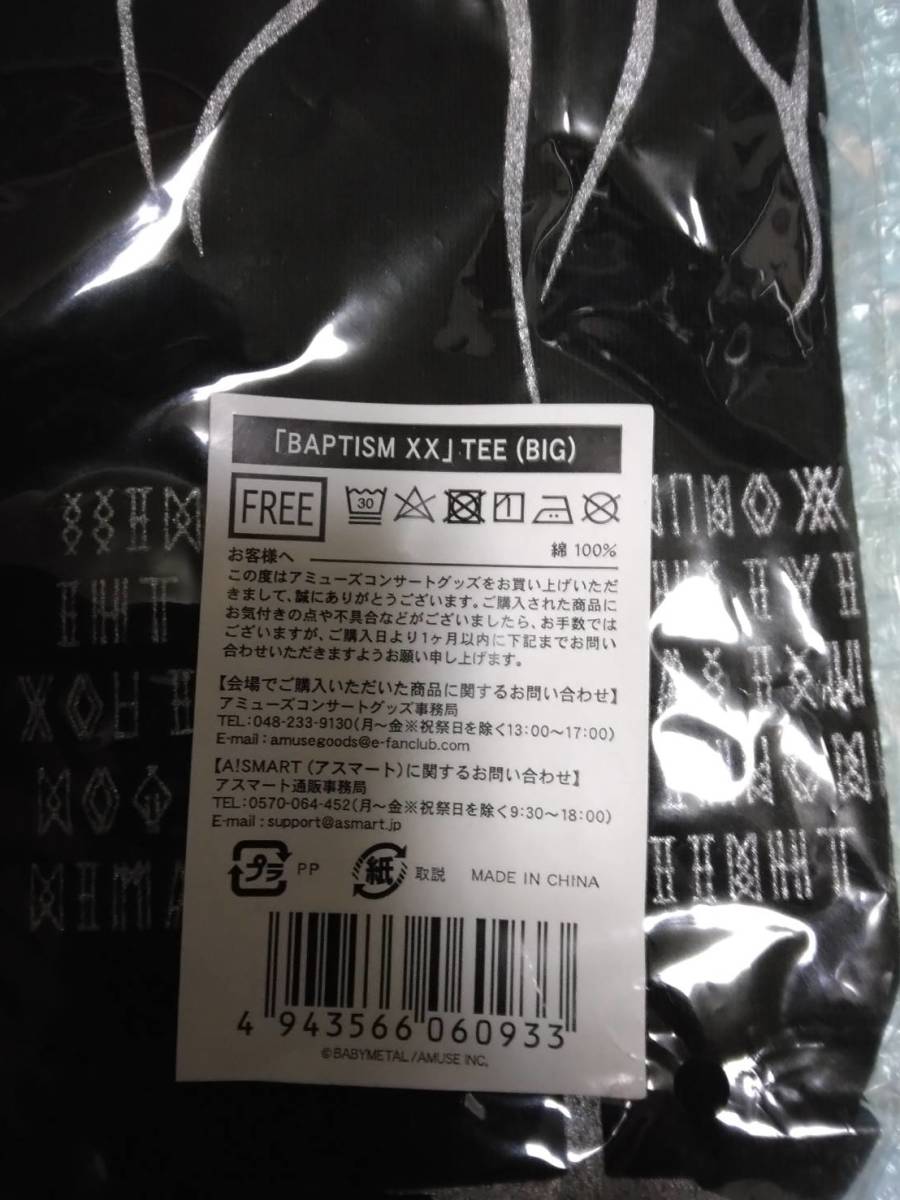 「BAPTISM XX」 TEE (BIG)
FREE
30
綿 100%
お客様へ
この度はアミューズコンサートグッズをお買い上げいただ
きまして、誠にありがとうございます。ご購入された商品に
お気付きの点や不具合などがございましたら、お手数では
ございますが、ご購入日より1ヶ月以内に下記までお問い
合わせいただきますようお願い申し上げます。
【会場でご購入いただいた商品に関するお問い合わせ】
アミューズコンサートグッズ事務局
TEL:048-233-9130(月〜金※祝祭日を除く13:00〜17:00)
E-mail : amusegoods@e-fanclub.com
【A!SMART (アスマート)に関するお問い合わせ】
アスマート通販事務局
TEL:0570-064-452(月〜金※祝祭日を除く9:30〜18:00)
E-mail : support@asmart.jp
プラ PP 紙 取説 MADE IN CHINA
4 943566 060933
©BABYMETAL / AMUSE INC.